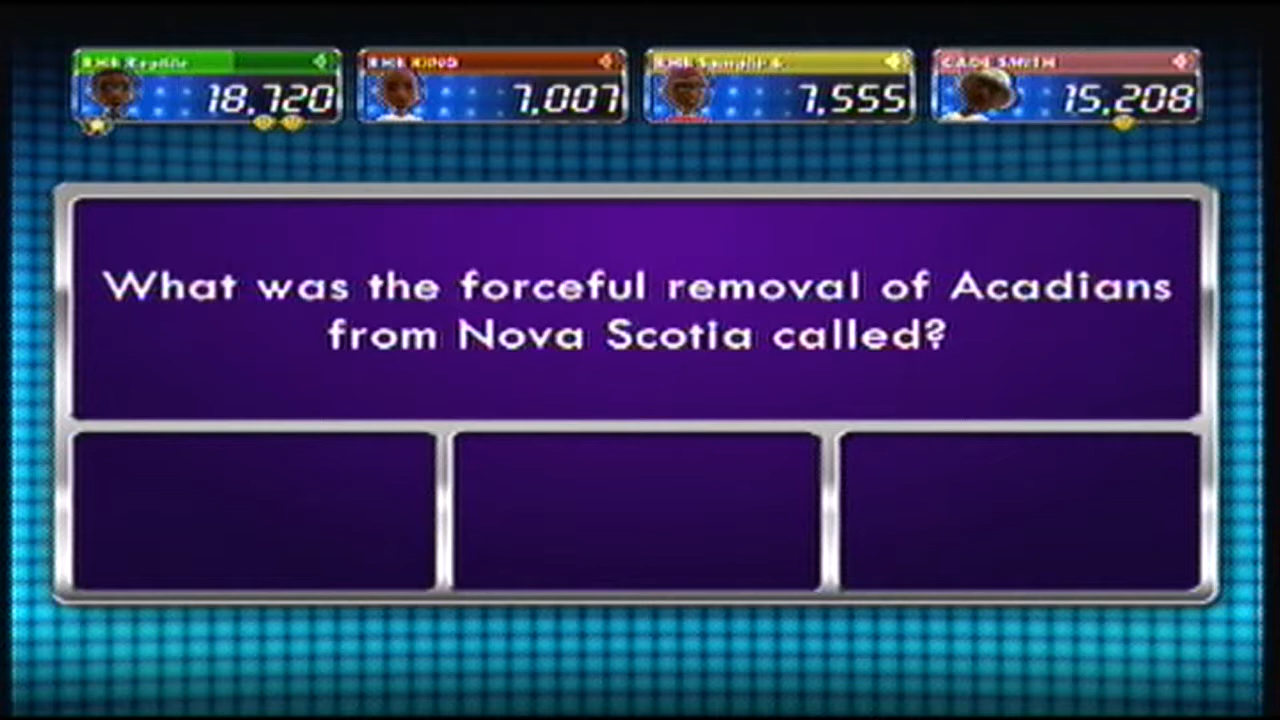 18,720 7,007 7,555 15,208
What was the forceful removal of Acadians
from Nova Scotia called?